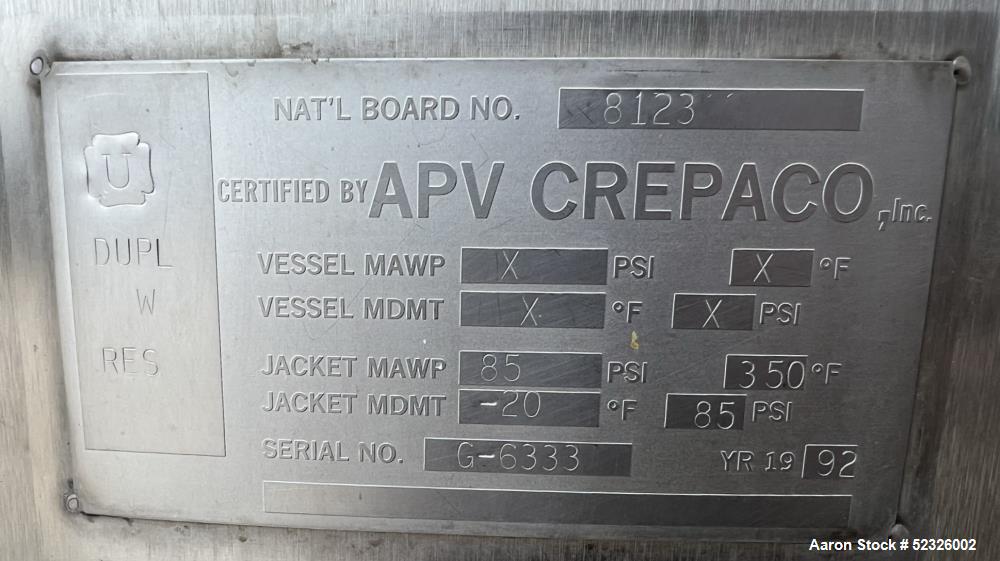 NAT'L BOARD NO. 8123
U
CERTIFIED BY APV CREPACO, Inc.
DUPL
VESSEL MAWP X PSI X °F
W
VESSEL MDMT X °F X PSI
RES
JACKET MAWP 85 PSI 350 °F
JACKET MDMT -20 °F 85 PSI
SERIAL NO. G-6333 YR 19 92
Aaron Stock # 52326002